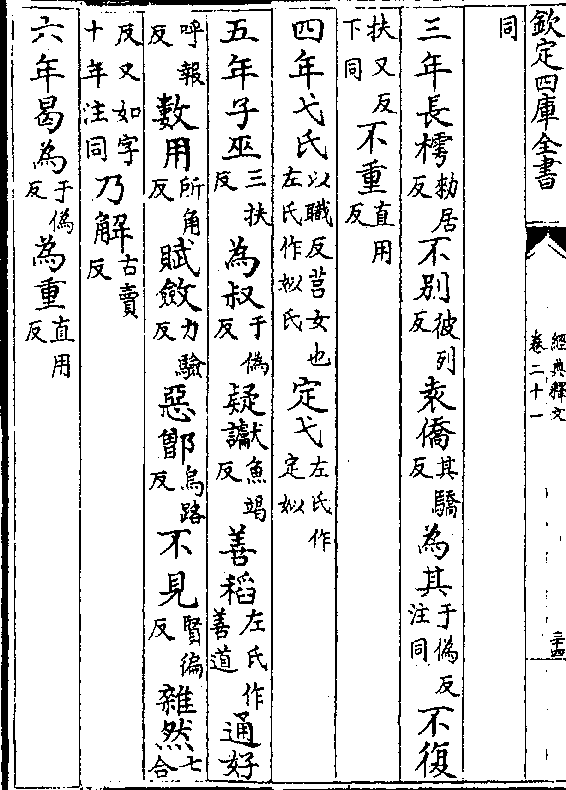 欽定四庫全書
經典釋文
卷二十一
三十四
同
三年長樗勑居反不別彼列反袁僑其驕反為其于偽反注同不復
扶又反下同不重直用反
四年弋氏以職反莒女也左氏作姒氏定弋左氏作定姒
五年子巫三扶反為叔于偽反疑讞魚竭反善稻左氏作善道通好
呼報反數用所角反賦斂力驗反惡鄫烏路反不見賢徧反雜然七合
反又如字十年注同乃解古賣反
六年曷為于偽反為重直用反